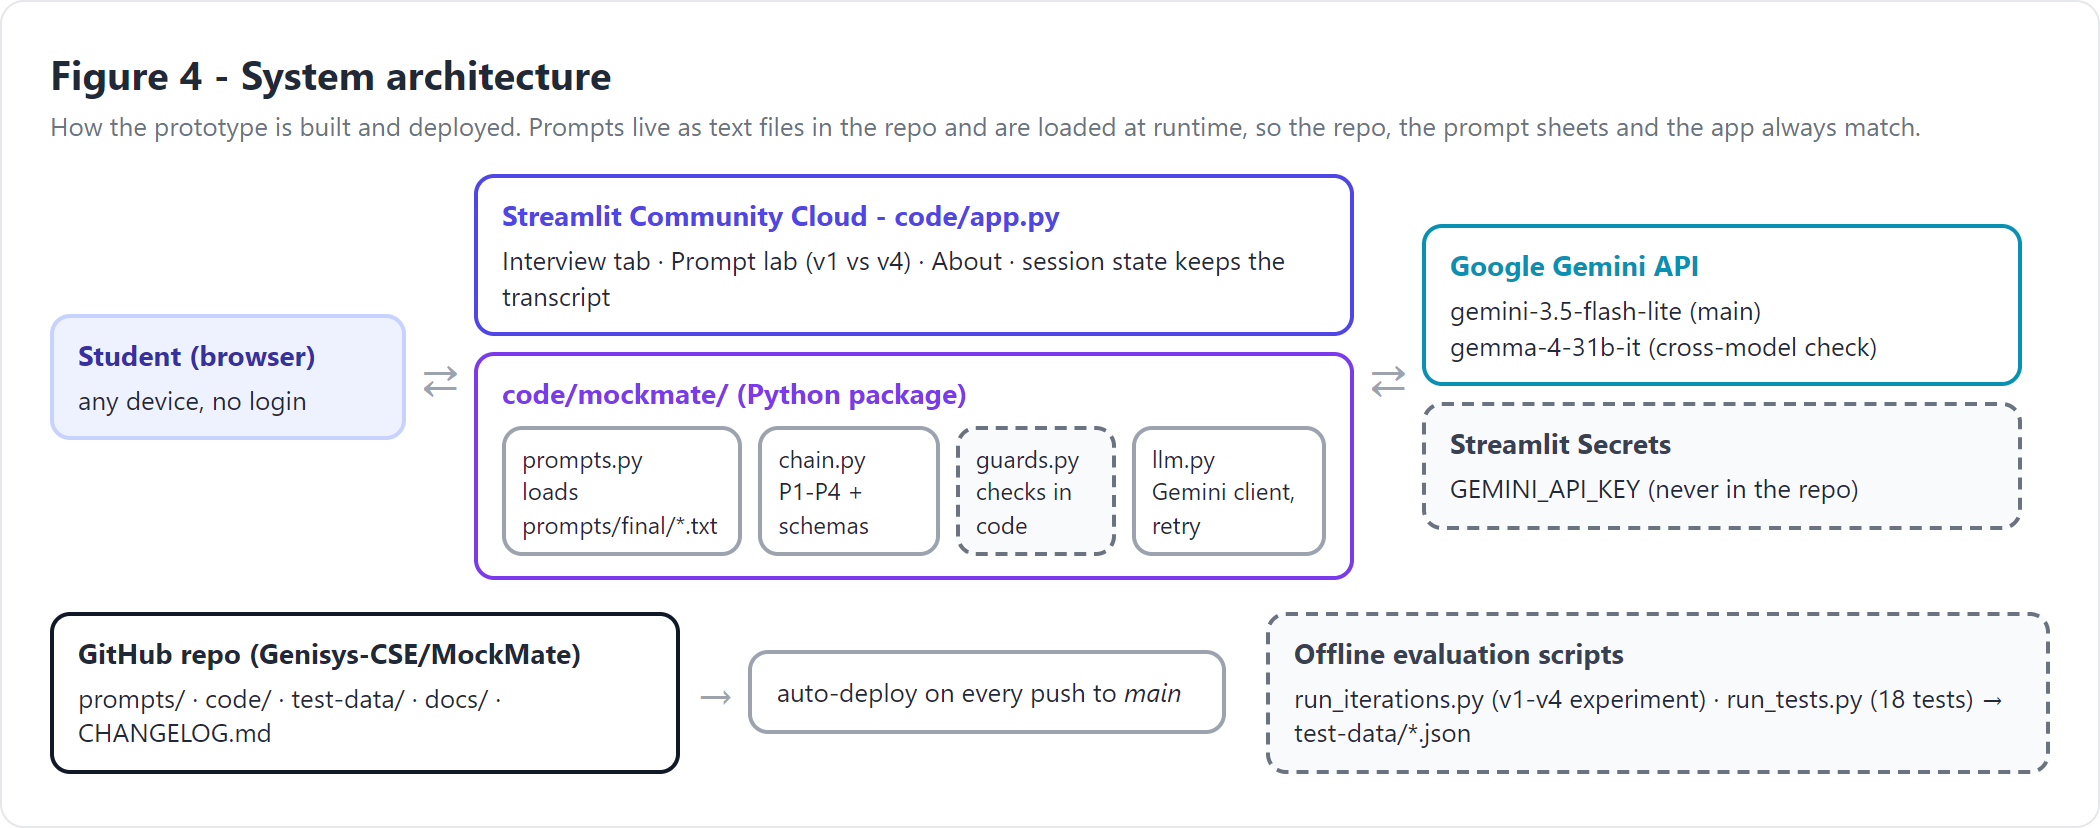 Figure 4 - System architecture
How the prototype is built and deployed. Prompts live as text files in the repo and are loaded at runtime, so the repo, the prompt sheets and the app always match.
Student (browser)
any device, no login
⇄
Streamlit Community Cloud - code/app.py
Interview tab · Prompt lab (v1 vs v4) · About · session state keeps the
transcript
code/mockmate/ (Python package)
prompts.py
loads
prompts/final/*.txt
chain.py
P1-P4 +
schemas
guards.py
checks in
code
llm.py
Gemini client,
retry
⇄
Google Gemini API
gemini-3.5-flash-lite (main)
gemma-4-31b-it (cross-model check)
Streamlit Secrets
GEMINI_API_KEY (never in the repo)
GitHub repo (Genisys-CSE/MockMate)
prompts/ · code/ · test-data/ · docs/ ·
CHANGELOG.md
→
auto-deploy on every push to main
Offline evaluation scripts
run_iterations.py (v1-v4 experiment) · run_tests.py (18 tests) →
test-data/*.json